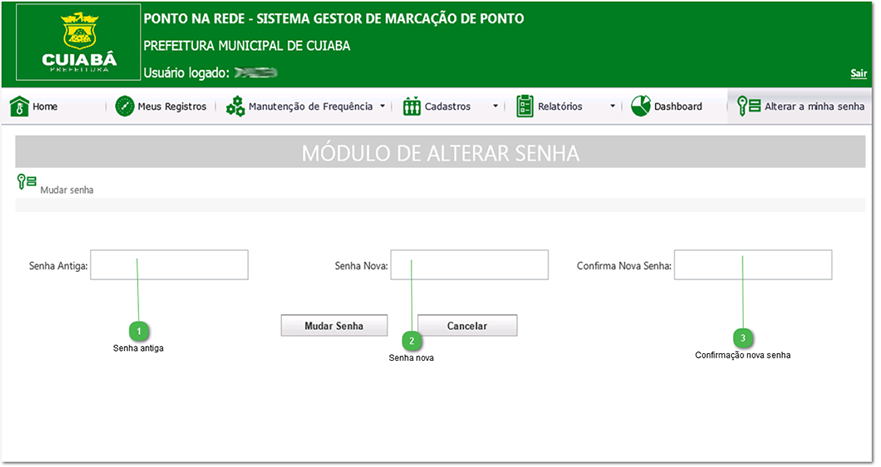 PONTO NA REDE - SISTEMA GESTOR DE MARCAÇÃO DE PONTO
PREFEITURA MUNICIPAL DE CUIABA
CUIABÁ
PREFEITURA
Usuário logado:
Sair
Home Meus Registros Manutenção de Frequência Cadastros Relatórios Dashboard Alterar a minha senha
MÓDULO DE ALTERAR SENHA
Mudar senha
Senha Antiga: Senha Nova: Confirma Nova Senha:
Mudar Senha Cancelar
1 2 3
Senha antiga Senha nova Confirmação nova senha